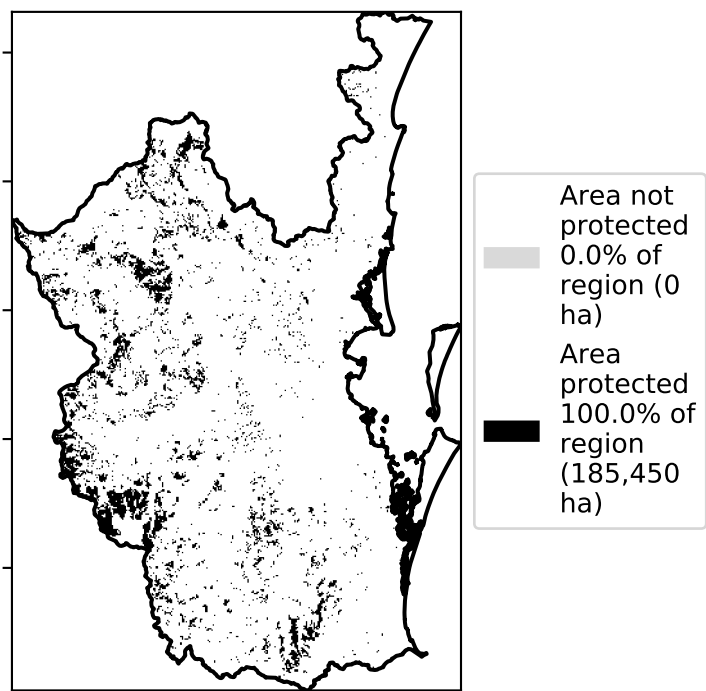 Area not
protected
0.0% of
region (0
ha)
Area
protected
100.0% of
region
(185,450
ha)